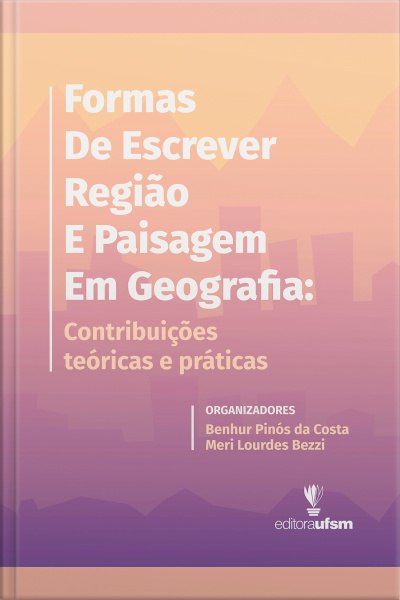 Formas
De Escrever
Região
E Paisagem
Em Geografia:
Contribuições
teóricas e práticas
ORGANIZADORES
Benhur Pinós da Costa
Meri Lourdes Bezzi
editoraufsm